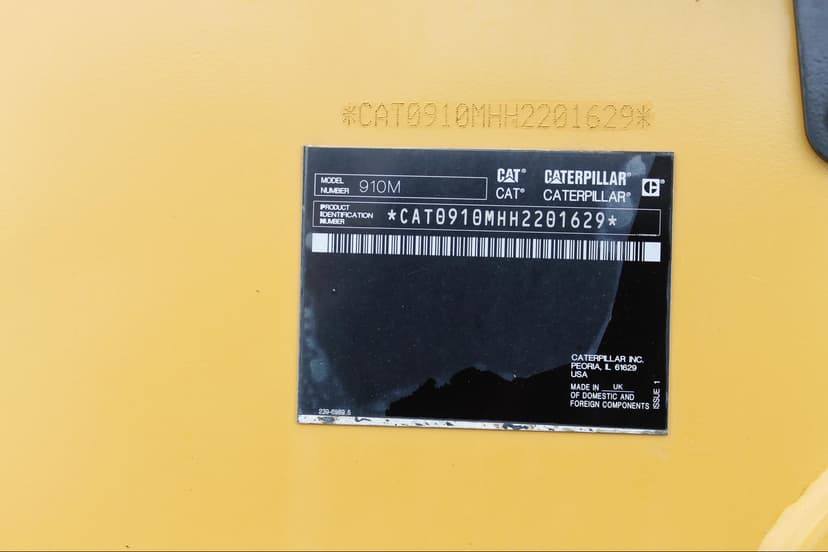 *CAT0910MHH2201629*
MODEL NUMBER 910M
CAT® CATERPILLAR®
CAT® CATERPILLAR®
PRODUCT IDENTIFICATION NUMBER *CAT0910MHH2201629*
CATERPILLAR INC.
PEORIA, IL 61629
USA
MADE IN UK
OF DOMESTIC AND
FOREIGN COMPONENTS
ISSUE 1
239-6989 5